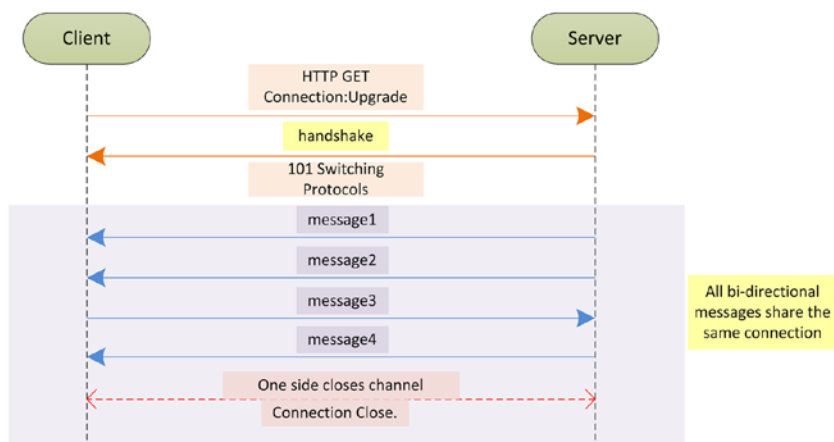 Client
Server
HTTP GET
Connection:Upgrade
handshake
101 Switching
Protocols
message1
message2
message3
message4
All bi-directional
messages share the
same connection
One side closes channel
Connection Close.